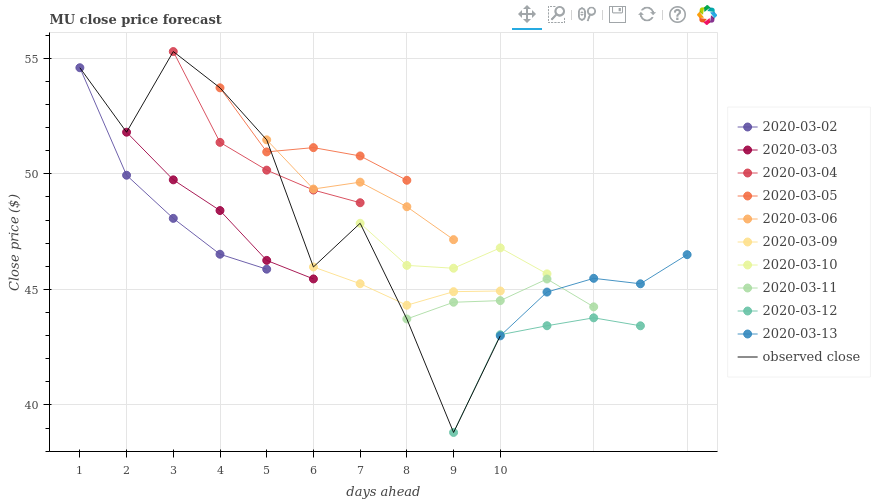 MU close price forecast
Close price ($)
55
50
45
40
1 2 3 4 5 6 7 8 9 10
days ahead
2020-03-02
2020-03-03
2020-03-04
2020-03-05
2020-03-06
2020-03-09
2020-03-10
2020-03-11
2020-03-12
2020-03-13
observed close